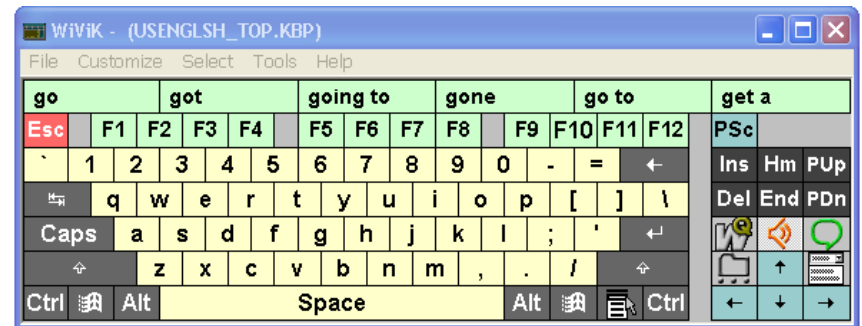 WiViK - (USENGLSH_TOP.KBP)
File Customize Select Tools Help
go got going to gone go to get a
Esc F1 F2 F3 F4 F5 F6 F7 F8 F9 F10 F11 F12 PSc
` 1 2 3 4 5 6 7 8 9 0 - = ← Ins Hm PUp
q w e r t y u i o p [ ] \ Del End PDn
Caps a s d f g h j k l ; ' ↵
z x c v b n m , . / ↑
Ctrl Alt Space Alt Ctrl ← ↓ →